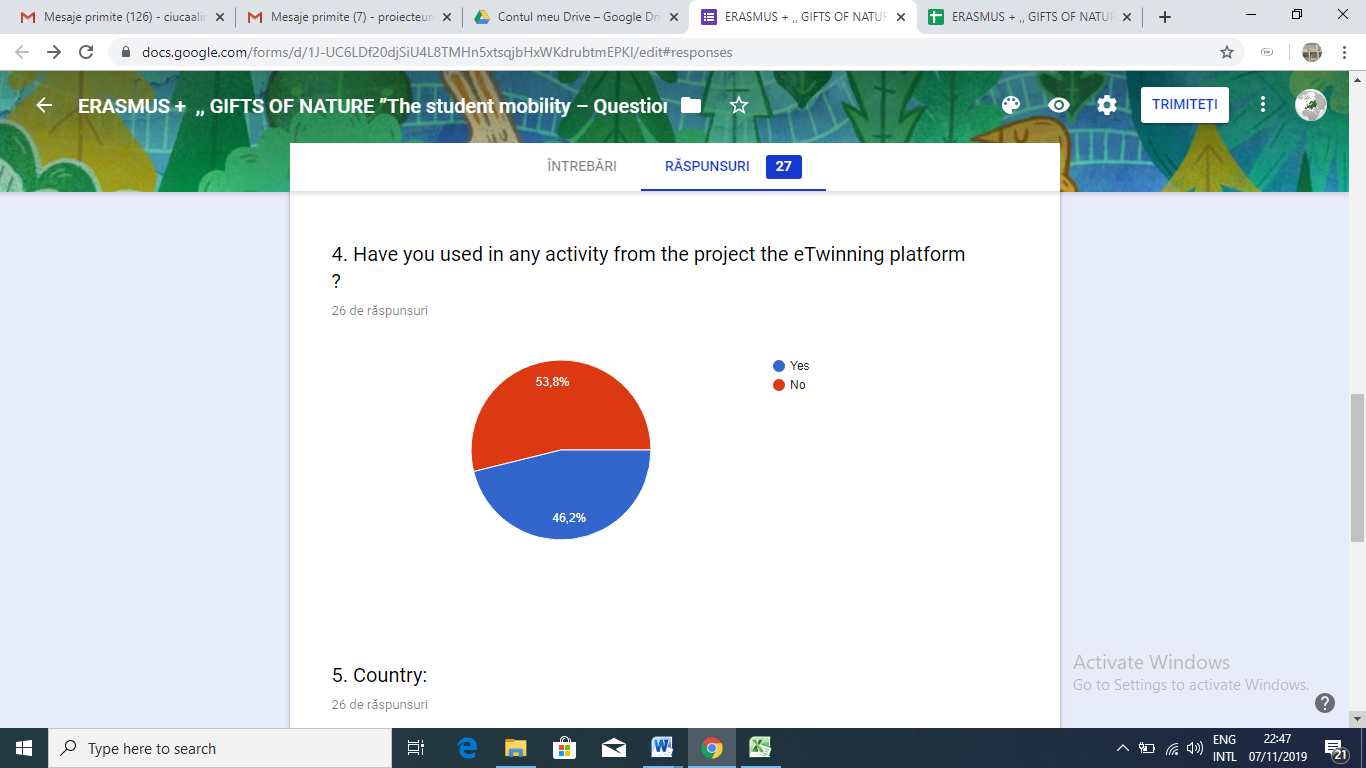 Mesaje primite (126) - ciucaalin
Mesaje primite (7) - proiecteur
Contul meu Drive – Google Dri
ERASMUS + ,, GIFTS OF NATUR
ERASMUS + ,, GIFTS OF NATUR
docs.google.com/forms/d/1J-UC6LDf20djSiU4L8TMHn5xtsqjbHxWKdrubtmEPKI/edit#responses
ERASMUS + ,, GIFTS OF NATURE ”The student mobility – Question
TRIMITEȚI
ÎNTREBĂRI
RĂSPUNSURI 27
4. Have you used in any activity from the project the eTwinning platform
?
26 de răspunsuri
Yes
No
53,8%
46,2%
5. Country:
26 de răspunsuri
Activate Windows
Go to Settings to activate Windows.
Type here to search
ENG
INTL
22:47
07/11/2019
21